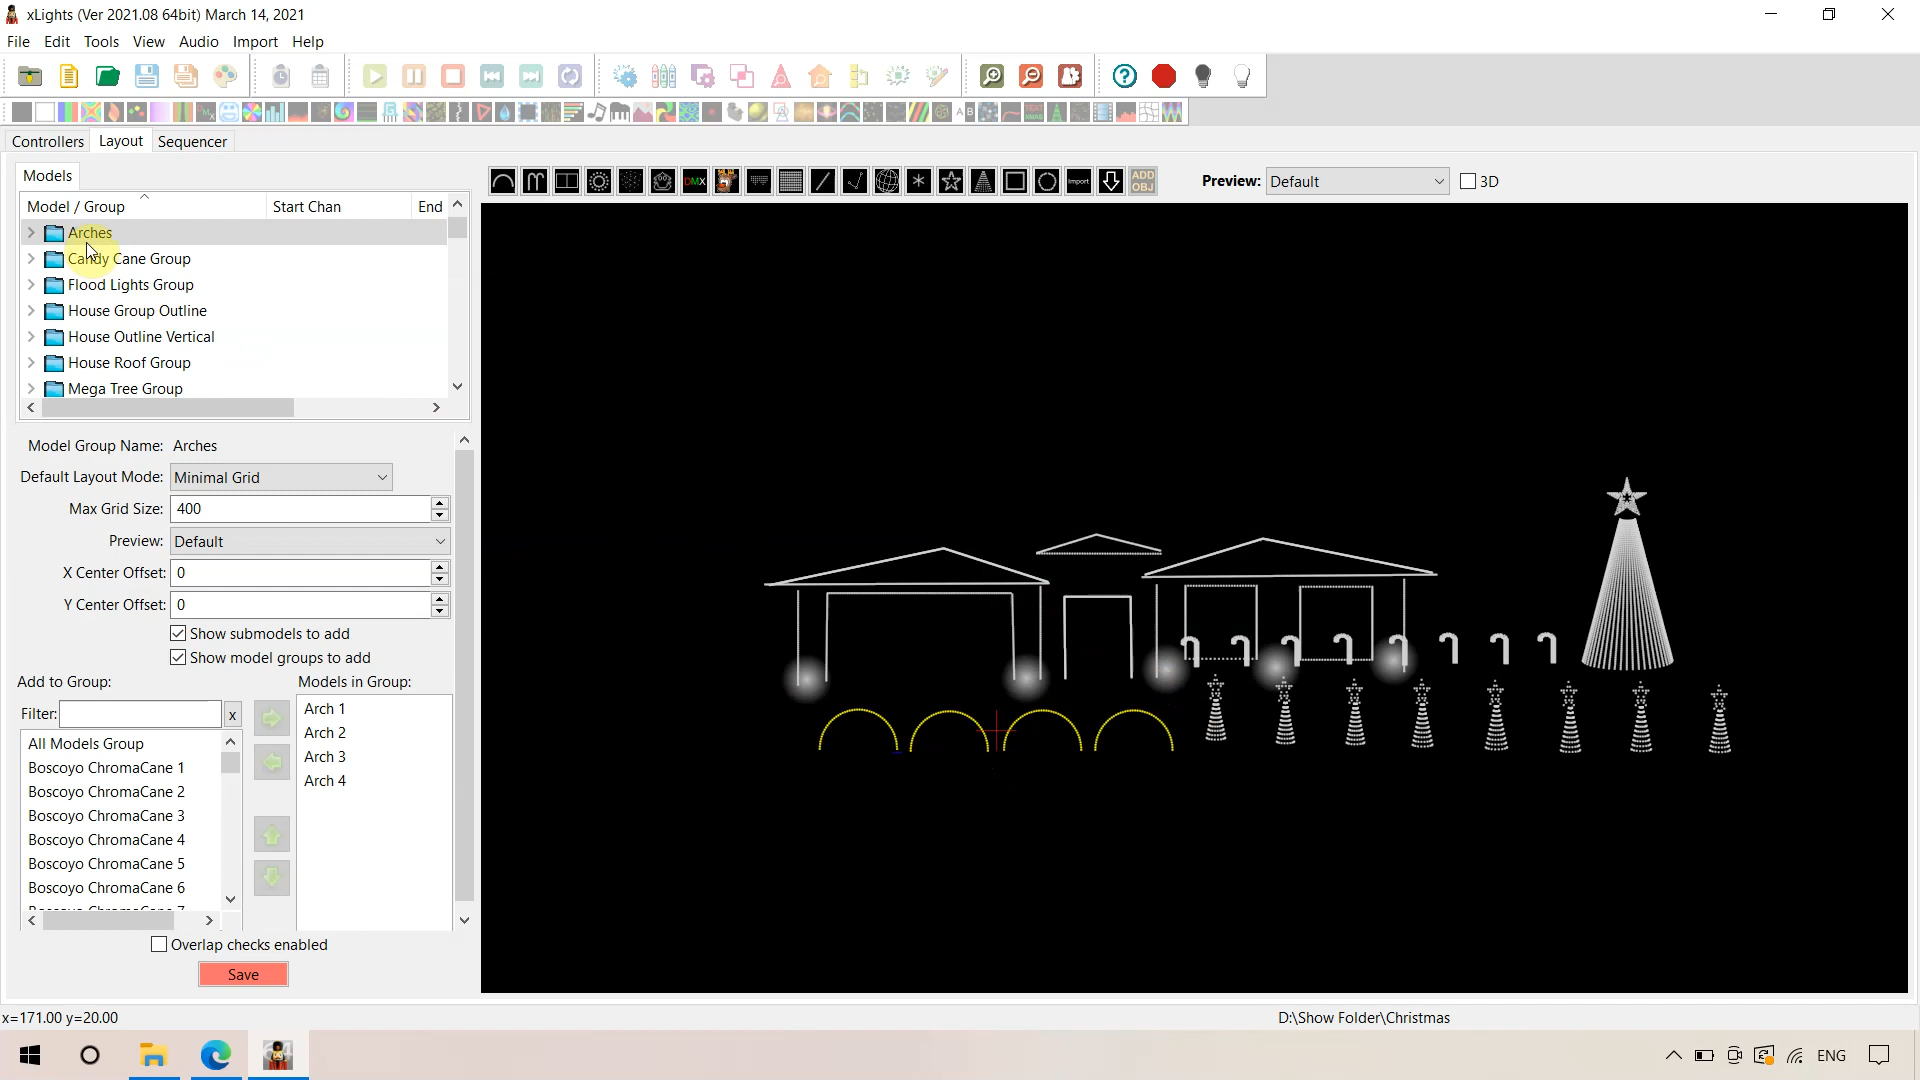 xLights (Ver 2021.08 64bit) March 14, 2021
File Edit Tools View Audio Import Help
Controllers Layout Sequencer
Models
DMX
Import
ADD OBJ
Preview: Default 3D
Model / Group Start Chan End
Arches
Candy Cane Group
Flood Lights Group
House Group Outline
House Outline Vertical
House Roof Group
Mega Tree Group
Model Group Name: Arches
Default Layout Mode: Minimal Grid
Max Grid Size: 400
Preview: Default
X Center Offset: 0
Y Center Offset: 0
Show submodels to add
Show model groups to add
Add to Group: Models in Group:
Filter: x
All Models Group
Boscoyo ChromaCane 1
Boscoyo ChromaCane 2
Boscoyo ChromaCane 3
Boscoyo ChromaCane 4
Boscoyo ChromaCane 5
Boscoyo ChromaCane 6
Arch 1
Arch 2
Arch 3
Arch 4
Overlap checks enabled
Save
x=171.00 y=20.00 D:\Show Folder\Christmas
ENG